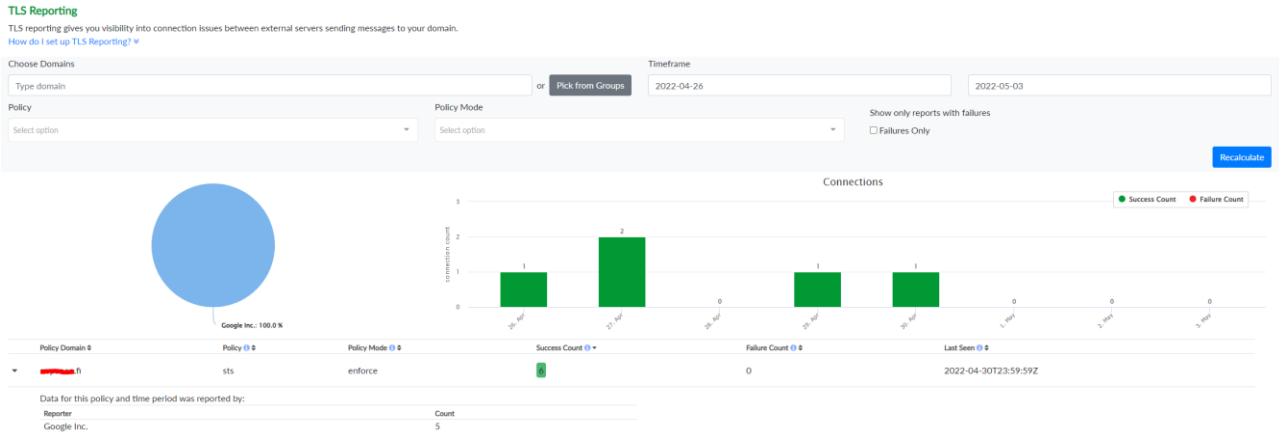 TLS Reporting
TLS reporting gives you visibility into connection issues between external servers sending messages to your domain.
How do I set up TLS Reporting?
Choose Domains
Timeframe
Type domain
or
Pick from Groups
2022-04-26
2022-05-03
Policy
Policy Mode
Show only reports with failures
Select option
Select option
Failures Only
Recalculate
Connections
Success Count
Failure Count
connection count
3
2
1
0
1
2
0
1
1
0
0
0
26. Apr
27. Apr
28. Apr
29. Apr
30. Apr
1. May
2. May
3. May
Google Inc.: 100.0 %
Policy Domain
Policy
Policy Mode
Success Count
Failure Count
Last Seen
.fi
sts
enforce
6
0
2022-04-30T23:59:59Z
Data for this policy and time period was reported by:
Reporter
Count
Google Inc.
5